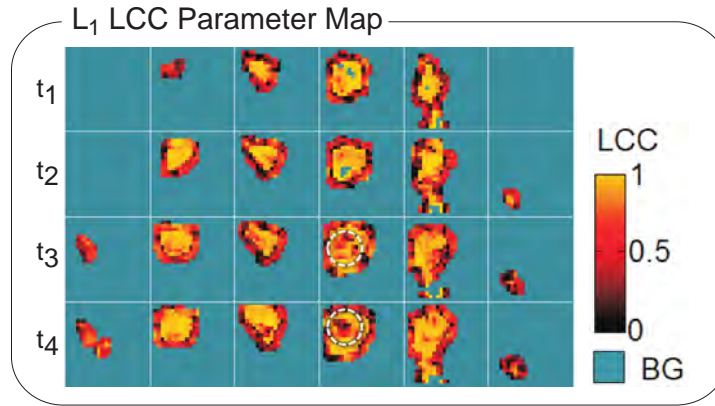 L₁ LCC Parameter Map
t₁
t₂
t₃
t₄
LCC
1
0.5
0
BG